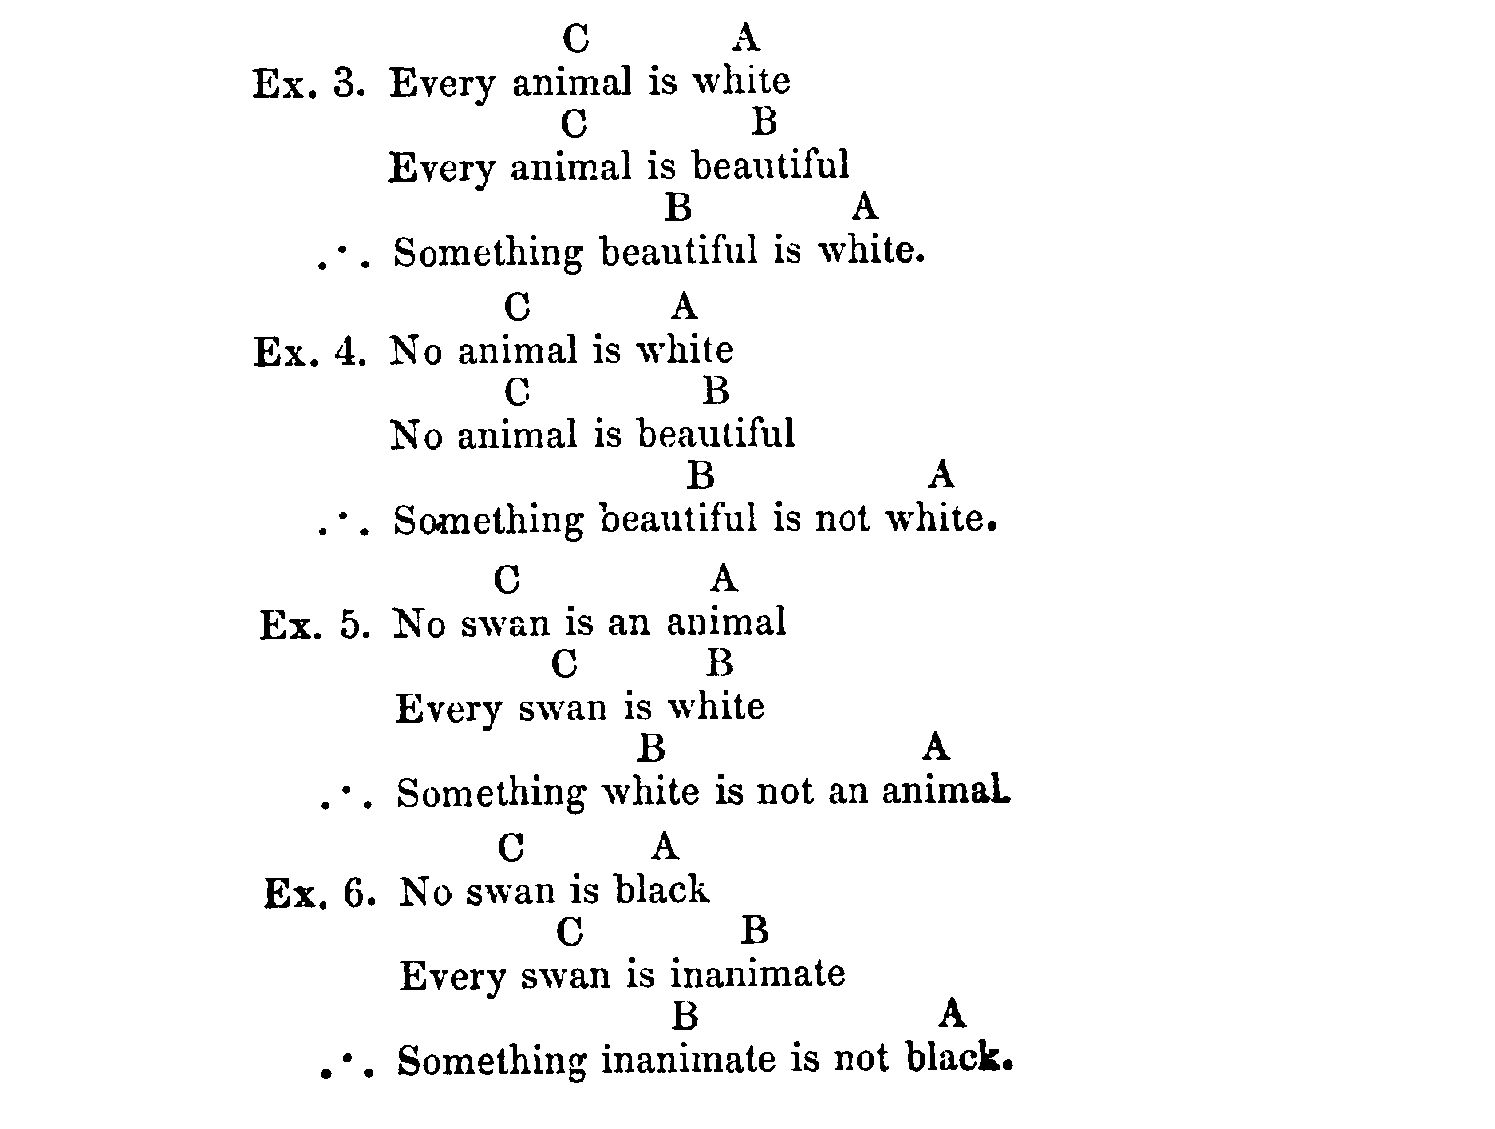 C A
Ex. 3. Every animal is white
C B
Every animal is beautiful
B A
∴ Something beautiful is white.
C A
Ex. 4. No animal is white
C B
No animal is beautiful
B A
∴ Something beautiful is not white.
C A
Ex. 5. No swan is an animal
C B
Every swan is white
B A
∴ Something white is not an animal.
C A
Ex. 6. No swan is black
C B
Every swan is inanimate
B A
∴ Something inanimate is not black.